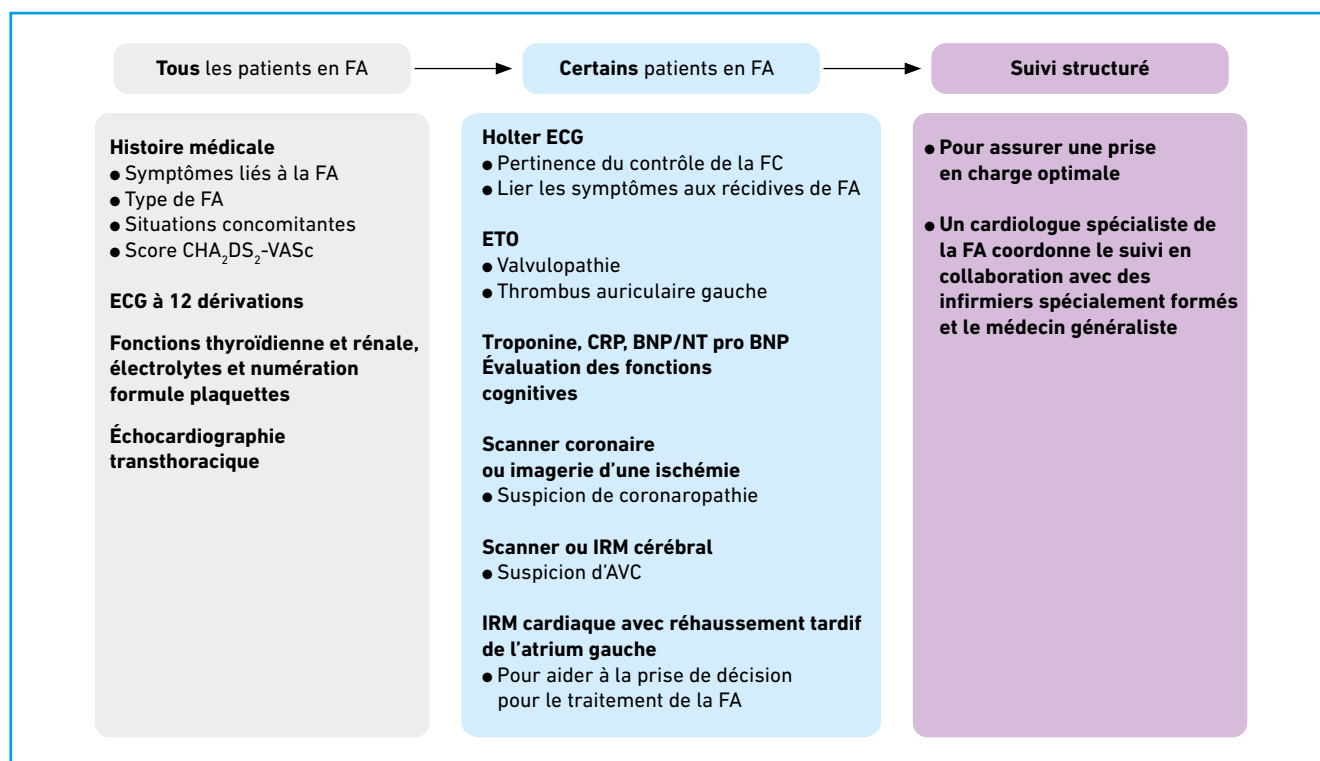 Tous les patients en FA
Certains patients en FA
Suivi structuré
Histoire médicale
● Symptômes liés à la FA
● Type de FA
● Situations concomitantes
● Score CHA₂DS₂-VASc
ECG à 12 dérivations
Fonctions thyroïdienne et rénale,
électrolytes et numération
formule plaquettes
Échocardiographie
transthoracique
Holter ECG
● Pertinence du contrôle de la FC
● Lier les symptômes aux récidives de FA
ETO
● Valvulopathie
● Thrombus auriculaire gauche
Troponine, CRP, BNP/NT pro BNP
Évaluation des fonctions
cognitives
Scanner coronaire
ou imagerie d’une ischémie
● Suspicion de coronaropathie
Scanner ou IRM cérébral
● Suspicion d’AVC
IRM cardiaque avec réhaussement tardif
de l’atrium gauche
● Pour aider à la prise de décision
pour le traitement de la FA
● Pour assurer une prise
en charge optimale
● Un cardiologue spécialiste de
la FA coordonne le suivi en
collaboration avec des
infirmiers spécialement formés
et le médecin généraliste